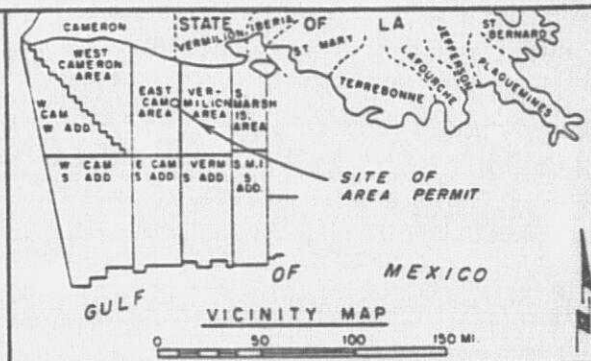 CAMERON STATE OF LA
VERMILION IBERIA
ST MARY
TERREBONNE
LAFOURCHE
JEFFERSON
ST BERNARD
PLAQUEMINES
WEST CAMERON AREA
EAST CAM AREA
VER-MILION AREA
S. MARSH IS. AREA
W CAM W ADD
W CAM S ADD
E CAM S ADD
VERM S ADD
S M.I S ADD.
SITE OF
AREA PERMIT
GULF OF MEXICO
VICINITY MAP
0 50 100 150 MI.